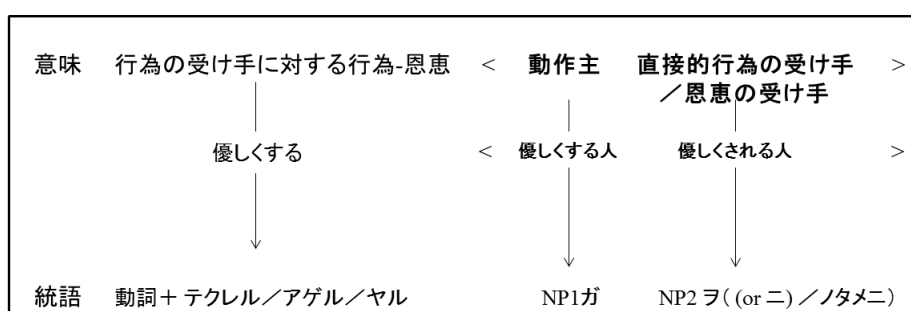 意味 行為の受け手に対する行為-恩恵 < 動作主 直接的行為の受け手 >
／恩恵の受け手
優しくする < 優しくする人 優しくされる人 >
統語 動詞＋テクレル／アゲル／ヤル NP1ガ NP2 ヲ( (or ニ) ／ノタメニ)